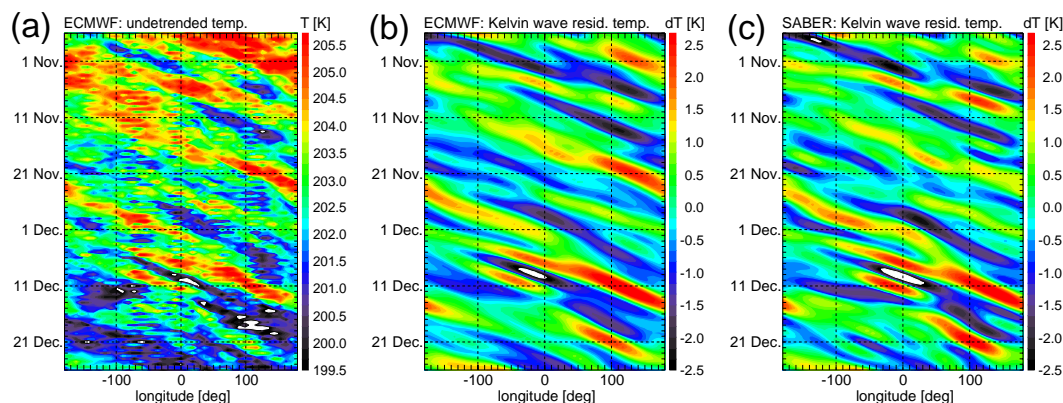 (a) ECMWF: undetrended temp. T [K]
1 Nov.
11 Nov.
21 Nov.
1 Dec.
11 Dec.
21 Dec.
-100 0 100
longitude [deg]
205.5
205.0
204.5
204.0
203.5
203.0
202.5
202.0
201.5
201.0
200.5
200.0
199.5
(b) ECMWF: Kelvin wave resid. temp. dT [K]
1 Nov.
11 Nov.
21 Nov.
1 Dec.
11 Dec.
21 Dec.
-100 0 100
longitude [deg]
2.5
2.0
1.5
1.0
0.5
0.0
-0.5
-1.0
-1.5
-2.0
-2.5
(c) SABER: Kelvin wave resid. temp. dT [K]
1 Nov.
11 Nov.
21 Nov.
1 Dec.
11 Dec.
21 Dec.
-100 0 100
longitude [deg]
2.5
2.0
1.5
1.0
0.5
0.0
-0.5
-1.0
-1.5
-2.0
-2.5